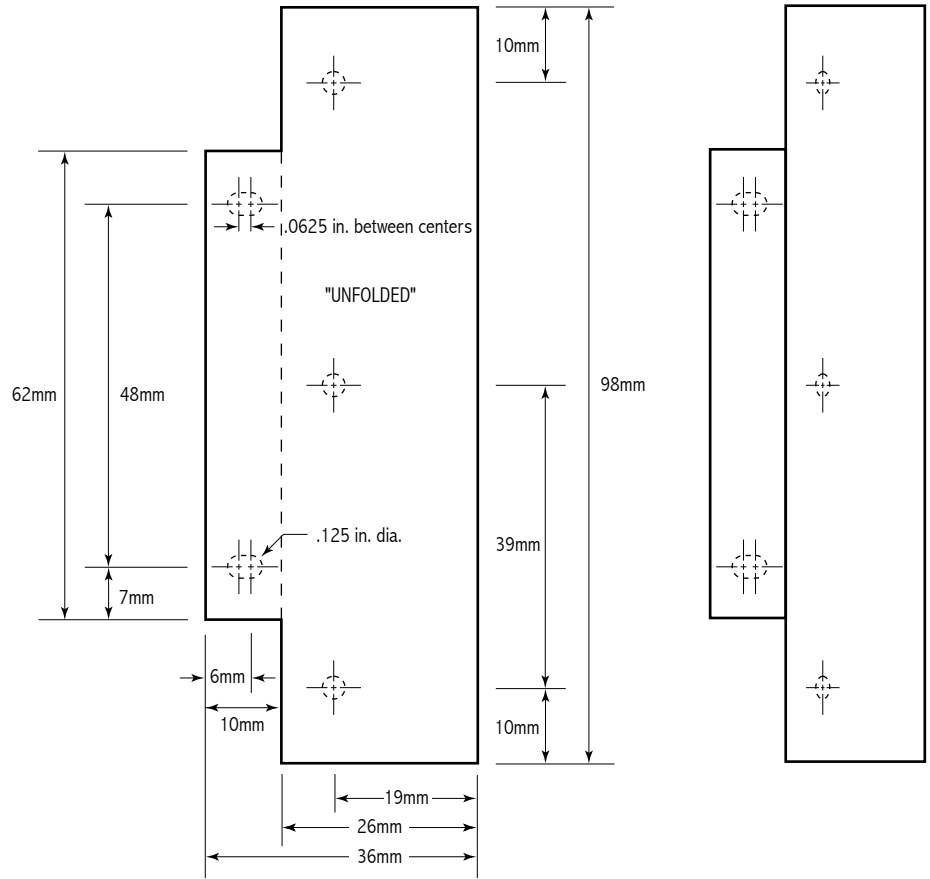 10mm
.0625 in. between centers
"UNFOLDED"
62mm
48mm
98mm
.125 in. dia.
39mm
7mm
6mm
10mm
10mm
19mm
26mm
36mm